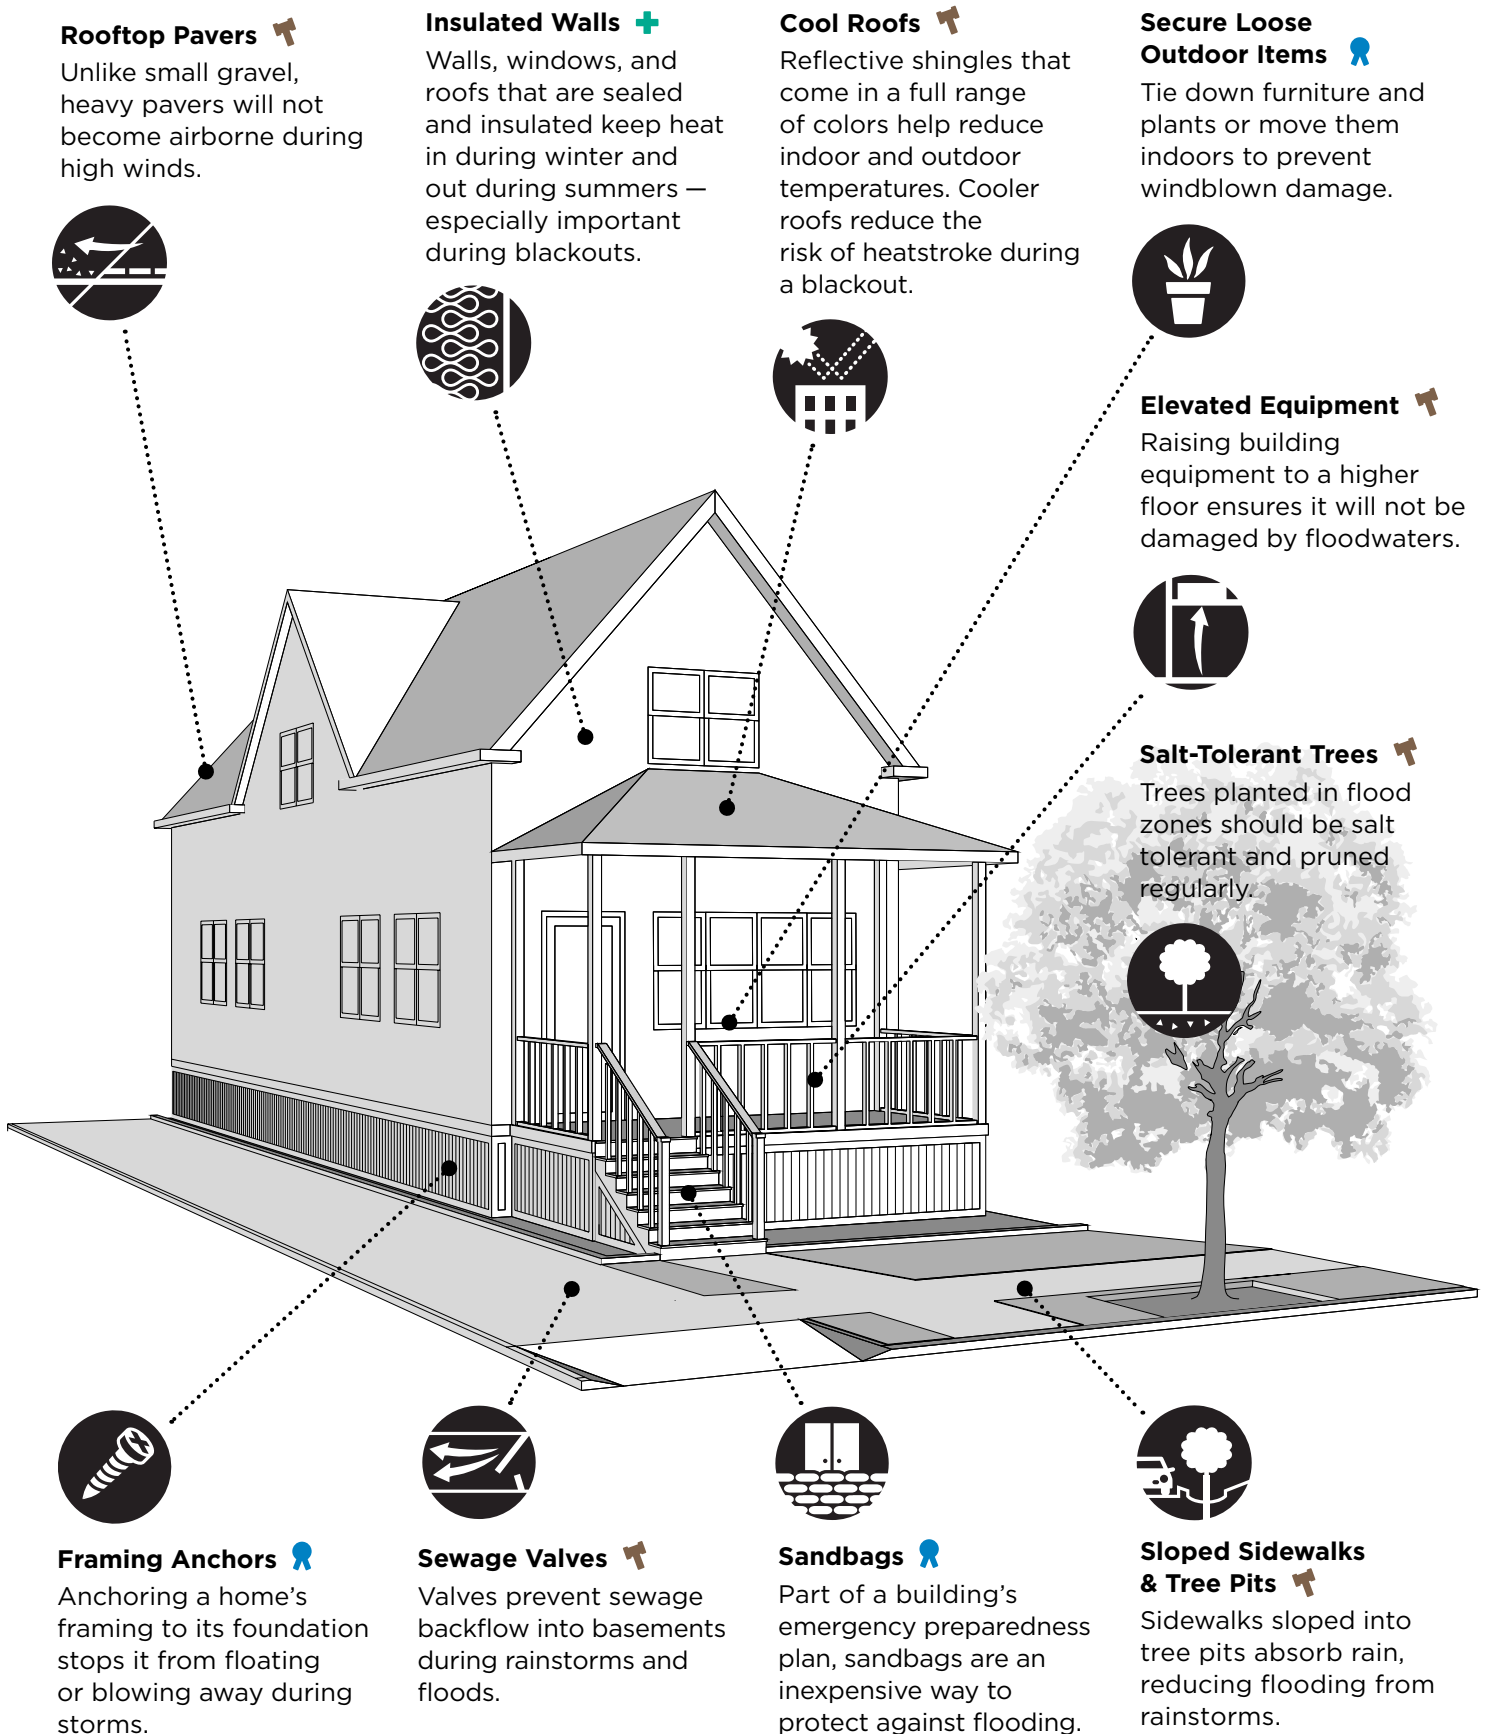 Rooftop Pavers
Unlike small gravel,
heavy pavers will not
become airborne during
high winds.
Insulated Walls
Walls, windows, and
roofs that are sealed
and insulated keep heat
in during winter and
out during summers —
especially important
during blackouts.
Cool Roofs
Reflective shingles that
come in a full range
of colors help reduce
indoor and outdoor
temperatures. Cooler
roofs reduce the
risk of heatstroke during
a blackout.
Secure Loose
Outdoor Items
Tie down furniture and
plants or move them
indoors to prevent
windblown damage.
Elevated Equipment
Raising building
equipment to a higher
floor ensures it will not be
damaged by floodwaters.
Salt-Tolerant Trees
Trees planted in flood
zones should be salt
tolerant and pruned
regularly.
Framing Anchors
Anchoring a home’s
framing to its foundation
stops it from floating
or blowing away during
storms.
Sewage Valves
Valves prevent sewage
backflow into basements
during rainstorms and
floods.
Sandbags
Part of a building’s
emergency preparedness
plan, sandbags are an
inexpensive way to
protect against flooding.
Sloped Sidewalks
& Tree Pits
Sidewalks sloped into
tree pits absorb rain,
reducing flooding from
rainstorms.